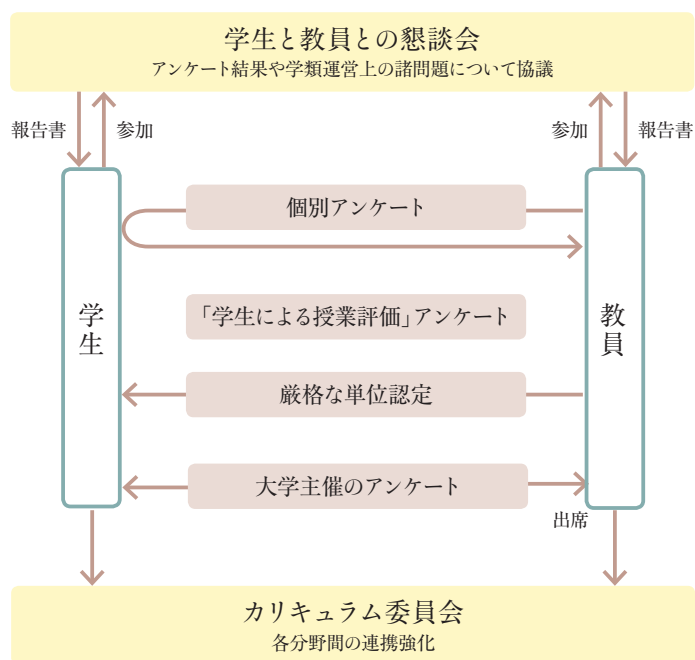 学生と教員との懇談会
アンケート結果や学類運営上の諸問題について協議
報告書
参加
参加
報告書
個別アンケート
学生
教員
「学生による授業評価」アンケート
厳格な単位認定
大学主催のアンケート
出席
カリキュラム委員会
各分野間の連携強化